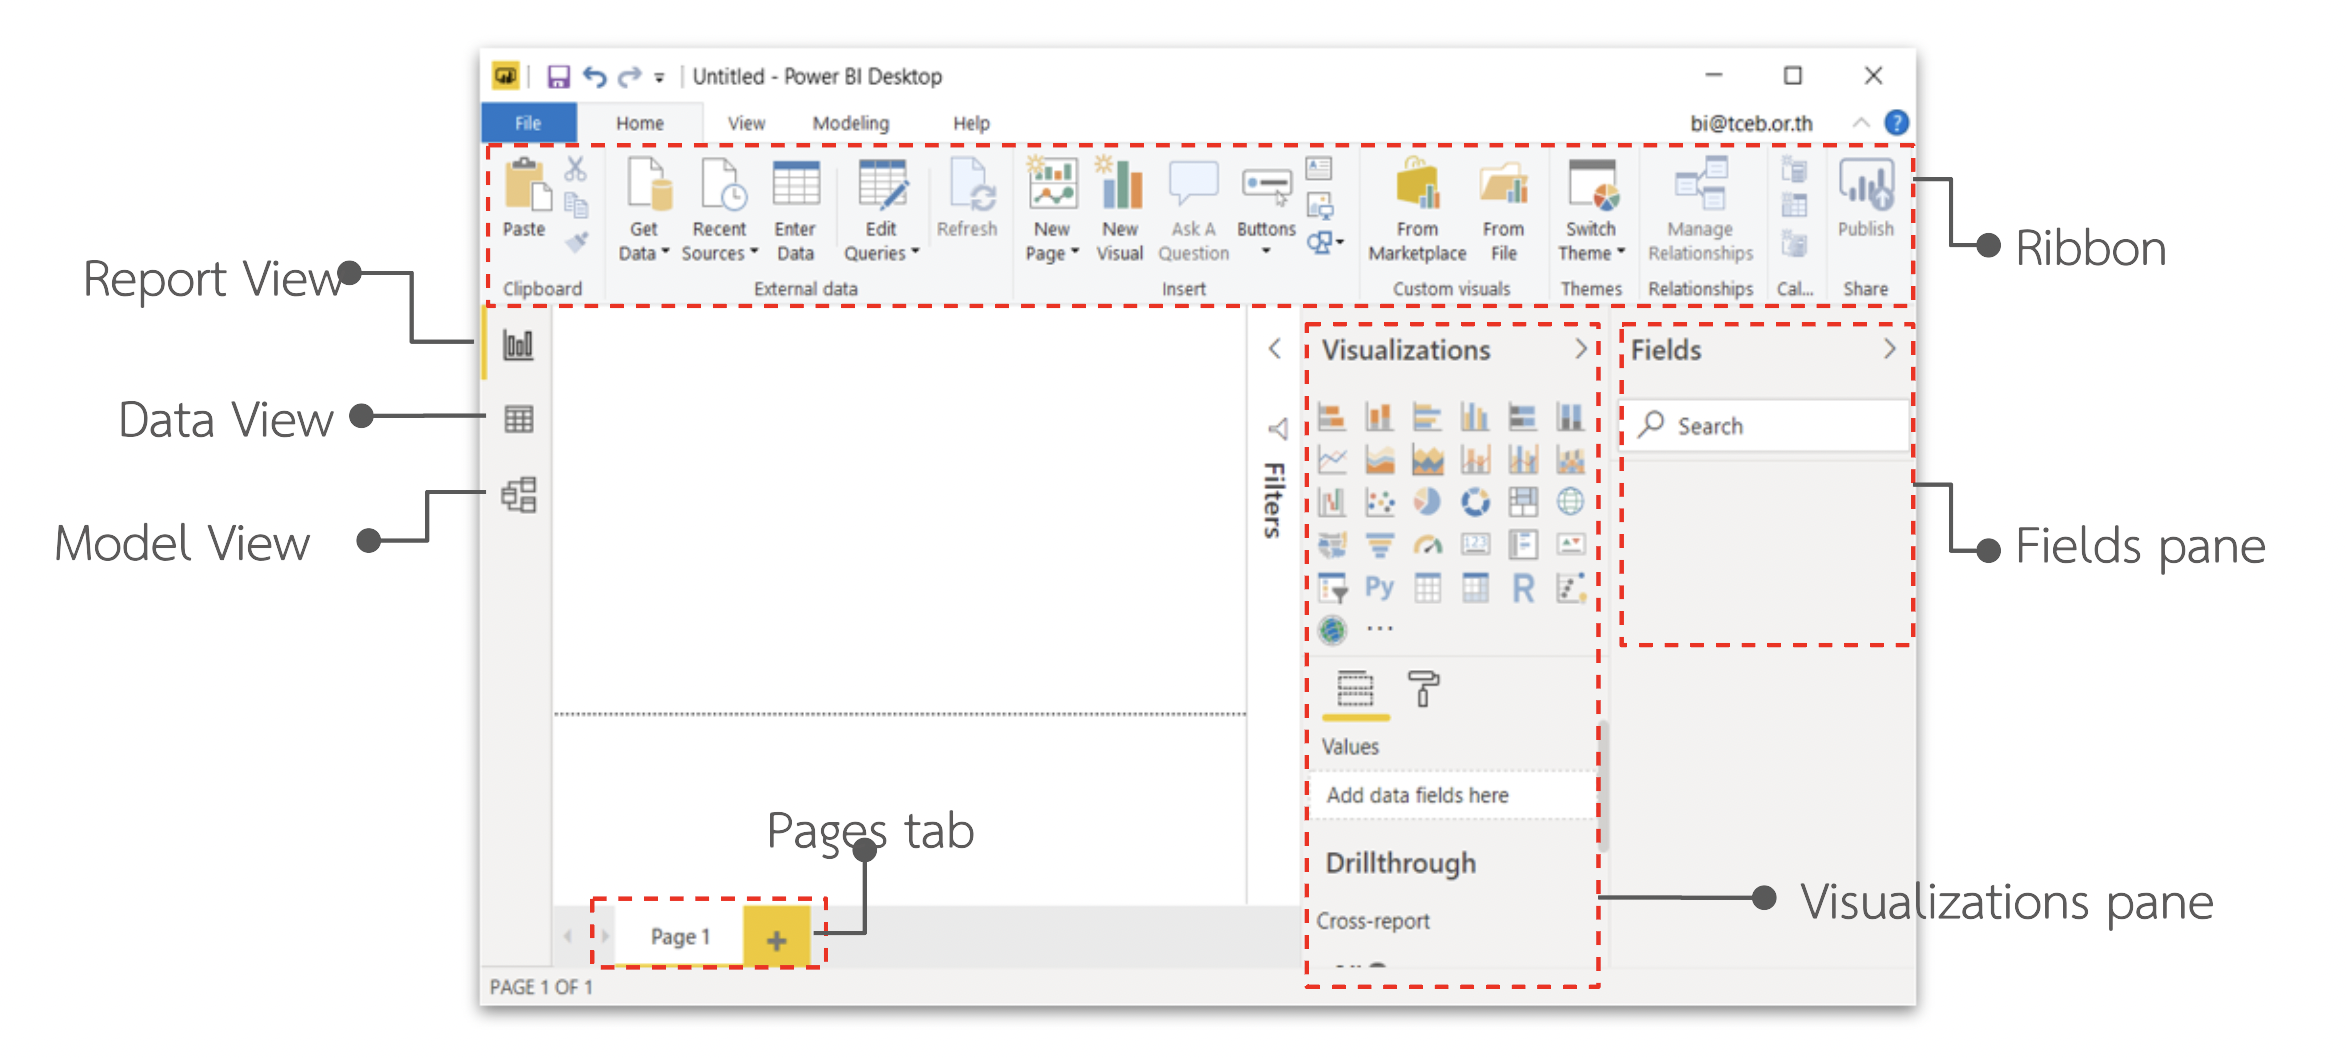 Untitled - Power BI Desktop
File Home View Modeling Help bi@tceb.or.th ?
Paste
Get Data
Recent Sources
Enter Data
Edit Queries
Refresh
New Page
New Visual
Ask A Question
Buttons
From Marketplace
From File
Switch Theme
Manage Relationships
Publish
Clipboard External data Insert Custom visuals Themes Relationships Cal... Share
Ribbon
Report View
Data View
Model View
Filters
Visualizations
Py
R
123
...
Values
Add data fields here
Drillthrough
Cross-report
Fields
Search
Fields pane
Visualizations pane
Pages tab
Page 1 +
PAGE 1 OF 1